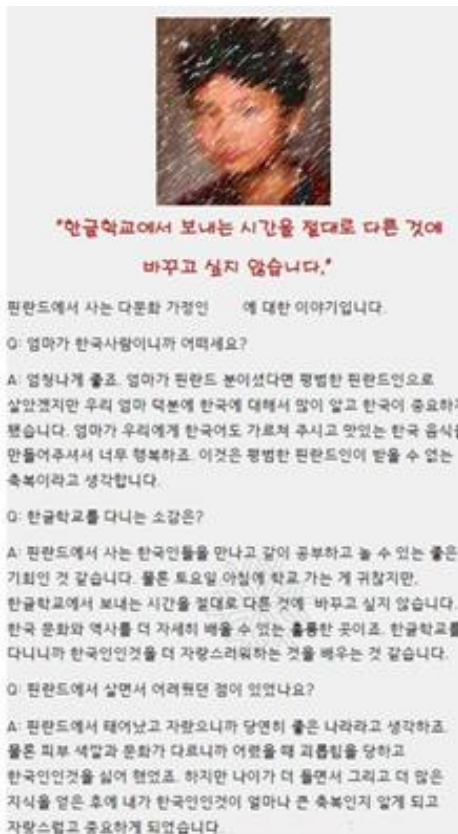 "한글학교에서 보내는 시간을 절대로 다른 것에
바꾸고 싶지 않습니다."
핀란드에서 사는 다문화 가정인 에 대한 이야기입니다.
Q: 엄마가 한국사람이니까 어떠세요?
A: 엄청나게 좋죠. 엄마가 핀란드 분이셨다면 평범한 핀란드인으로
살았겠지만 우리 엄마 덕분에 한국에 대해서 많이 알고 한국이 중요하게
됐습니다. 엄마가 우리에게 한국어도 가르쳐 주시고 맛있는 한국 음식을
만들어주셔서 너무 행복하죠. 이것은 평범한 핀란드인이 받을 수 없는
축복이라고 생각합니다.
Q: 한글학교를 다니는 소감은?
A: 핀란드에서 사는 한국인들을 만나고 같이 공부하고 놀 수 있는 좋은
기회인 것 같습니다. 물론 토요일 아침에 학교 가는 게 귀찮지만,
한글학교에서 보내는 시간을 절대로 다른 것에 바꾸고 싶지 않습니다.
한국 문화와 역사를 더 자세히 배울 수 있는 훌륭한 곳이죠. 한글학교를
다니니까 한국인인것을 더 자랑스러워하는 것을 배우는 것 같습니다.
Q: 핀란드에서 살면서 어려웠던 점이 있었나요?
A: 핀란드에서 태어났고 자랐으니까 당연히 좋은 나라라고 생각하죠.
물론 피부 색깔과 문화가 다르니까 어렸을 때 괴롭힘을 당하고
한국인인것을 싫어 했었죠. 하지만 나이가 더 들면서 그리고 더 많은
지식을 얻은 후에 내가 한국인인것이 얼마나 큰 축복인지 알게 되고
자랑스럽고 중요하게 되었습니다.